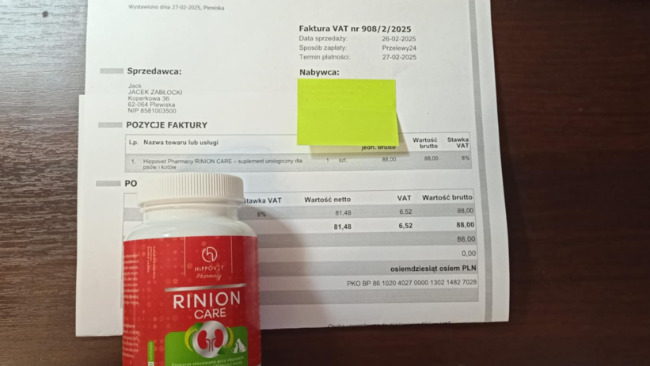 Wystawiono dnia 27-02-2025, Plewiska
Faktura VAT nr 908/2/2025
Data sprzedaży: 26-02-2025
Sposób zapłaty: Przelewy24
Termin płatności: 27-02-2025
Sprzedawca:
Nabywca:
Jack
JACEK ZABŁOCKI
Koperkowa 36
62-064 Plewiska
NIP 8581003500
POZYCJE FAKTURY
Lp. Nazwa towaru lub usługi jedn. brutto Wartość brutto Stawka VAT
1. Hippovet Pharmacy RINION CARE – suplement urologiczny dla psów i kotów 1 szt. 88,00 88,00 8%
PO
Stawka VAT Wartość netto VAT Wartość brutto
8% 81,48 6,52 88,00
81,48 6,52 88,00
88,00
0,00
osiemdziesiąt osiem PLN
PKO BP 86 1020 4027 0000 1302 1482 7028
HIPPOVET
Pharmacy
RINION
CARE